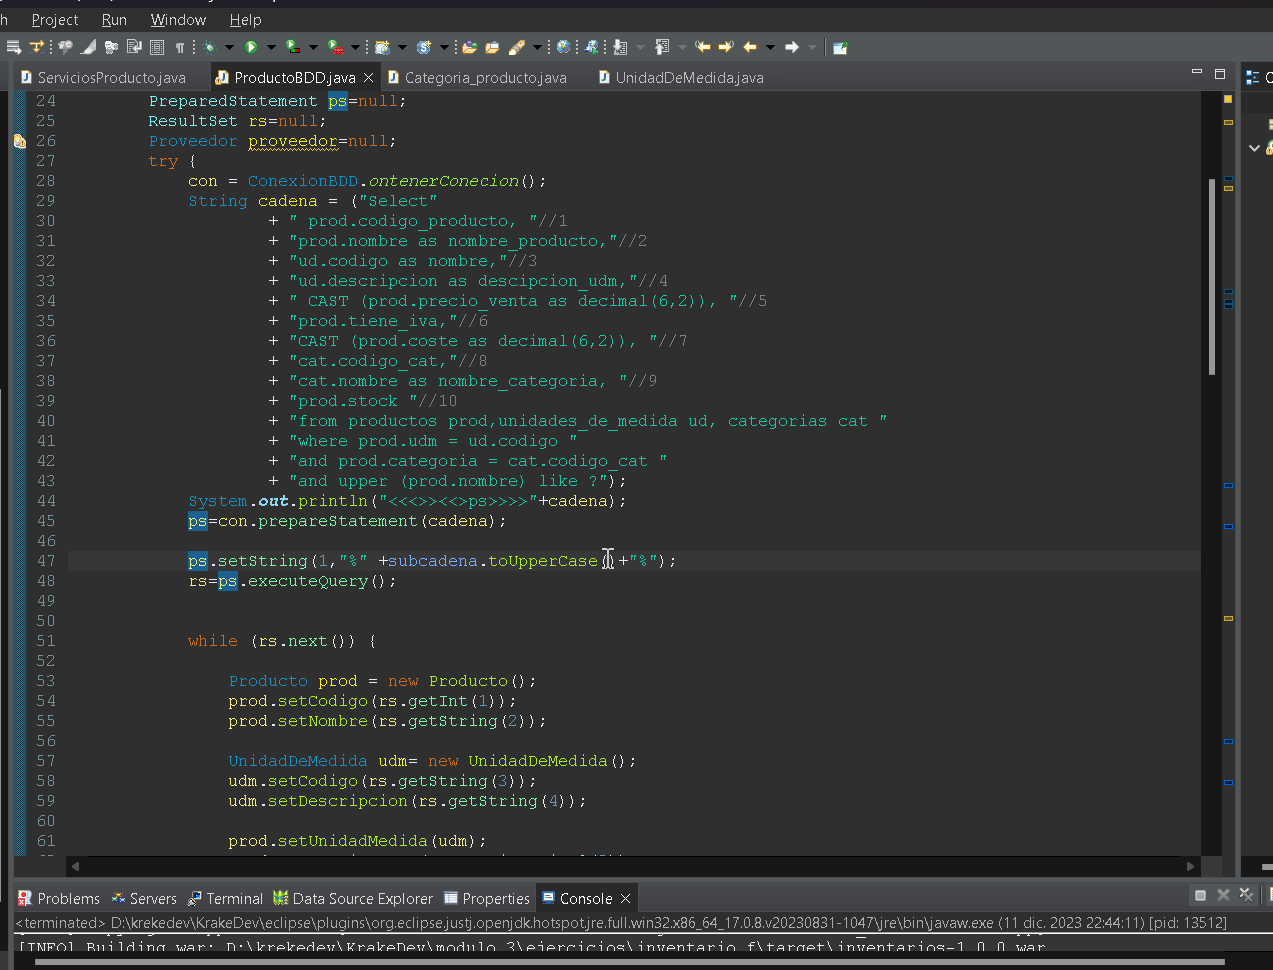 h Project Run Window Help
ServiciosProducto.java ProductoBDD.java Categoria_producto.java UnidadDeMedida.java
24 PreparedStatement ps=null;
25 ResultSet rs=null;
26 Proveedor proveedor=null;
27 try {
28 con = ConexionBDD.ontenerConecion();
29 String cadena = ("Select"
30 + " prod.codigo_producto, "//1
31 + "prod.nombre as nombre_producto,"//2
32 + "ud.codigo as nombre,"//3
33 + "ud.descripcion as descipcion_udm,"//4
34 + " CAST (prod.precio_venta as decimal(6,2)), "//5
35 + "prod.tiene_iva,"//6
36 + "CAST (prod.coste as decimal(6,2)), "//7
37 + "cat.codigo_cat,"//8
38 + "cat.nombre as nombre_categoria, "//9
39 + "prod.stock "//10
40 + "from productos prod,unidades_de_medida ud, categorias cat "
41 + "where prod.udm = ud.codigo "
42 + "and prod.categoria = cat.codigo_cat "
43 + "and upper (prod.nombre) like ?");
44 System.out.println("<<<>><<>ps>>>>"+cadena);
45 ps=con.prepareStatement(cadena);
46
47 ps.setString(1,"%" +subcadena.toUpperCase()+"%");
48 rs=ps.executeQuery();
49
50
51 while (rs.next()) {
52
53 Producto prod = new Producto();
54 prod.setCodigo(rs.getInt(1));
55 prod.setNombre(rs.getString(2));
56
57 UnidadDeMedida udm= new UnidadDeMedida();
58 udm.setCodigo(rs.getString(3));
59 udm.setDescripcion(rs.getString(4));
60
61 prod.setUnidadMedida(udm);
Problems Servers Terminal Data Source Explorer Properties Console
<terminated> D:\krekedev\KrakeDev\eclipse\plugins\org.eclipse.justj.openjdk.hotspot.jre.full.win32.x86_64_17.0.8.v20230831-1047\jre\bin\javaw.exe (11 dic. 2023 22:44:11) [pid: 13512]
[INFO] Building war: D:\krekedev\KrakeDev\modulo_3\ejercicios\inventario_f\target\inventarios-1.0.0.war